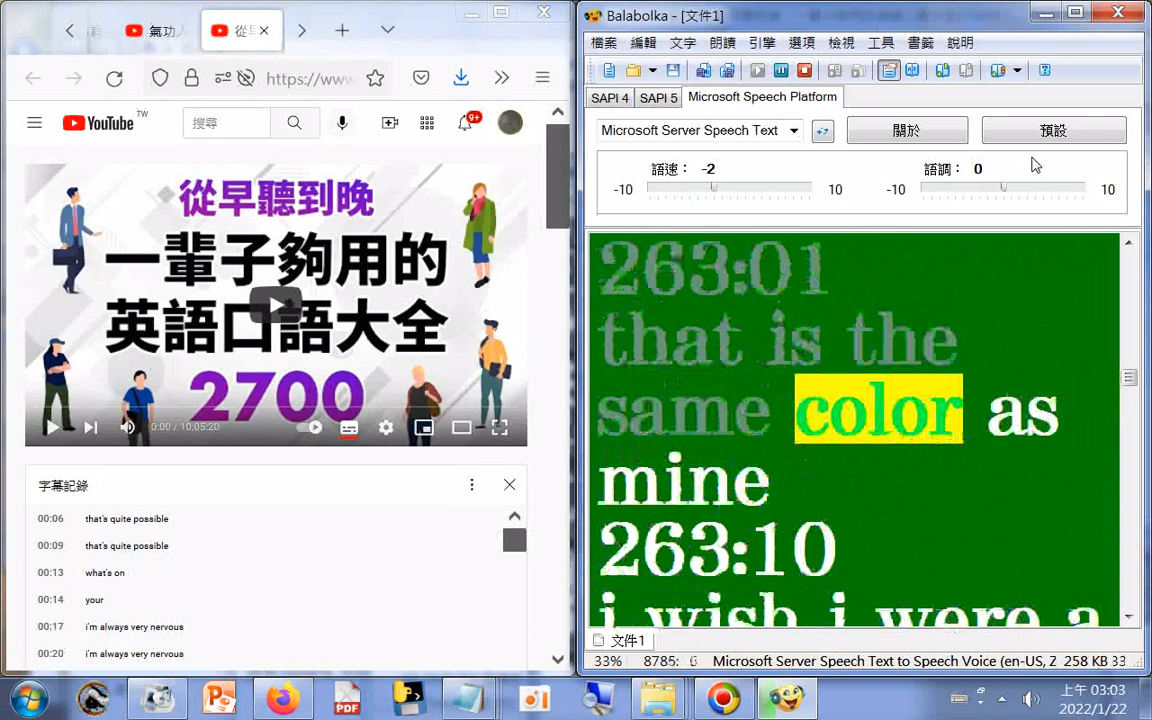 氣功
從
https://www
YouTube
TW
搜尋
9+
從早聽到晚
一輩子夠用的
英語口語大全
2700
0:00 / 10:05:20
字幕記錄
00:06 that's quite possible
00:09 that's quite possible
00:13 what's on
00:14 your
00:17 i'm always very nervous
00:20 i'm always very nervous
Balabolka - [文件1]
檔案 編輯 文字 朗讀 引擎 選項 檢視 工具 書籤 說明
SAPI 4 SAPI 5 Microsoft Speech Platform
Microsoft Server Speech Text 關於 預設
語速： -2 語調： 0
-10 10 -10 10
263:01
that is the
same color as
mine
263:10
i wish i were a
文件1
33% 8785: Microsoft Server Speech Text to Speech Voice (en-US, Z 258 KB 33
PDF
上午 03:03
2022/1/22